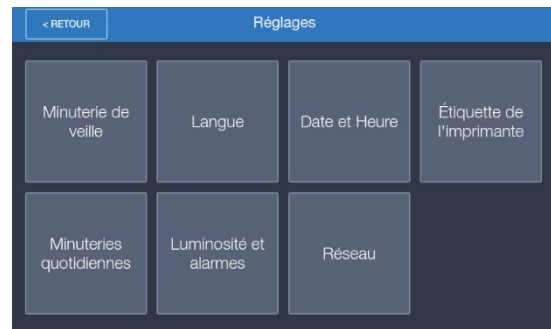 < RETOUR
Réglages
Minuterie de
veille
Langue
Date et Heure
Étiquette de
l'imprimante
Minuteries
quotidiennes
Luminosité et
alarmes
Réseau